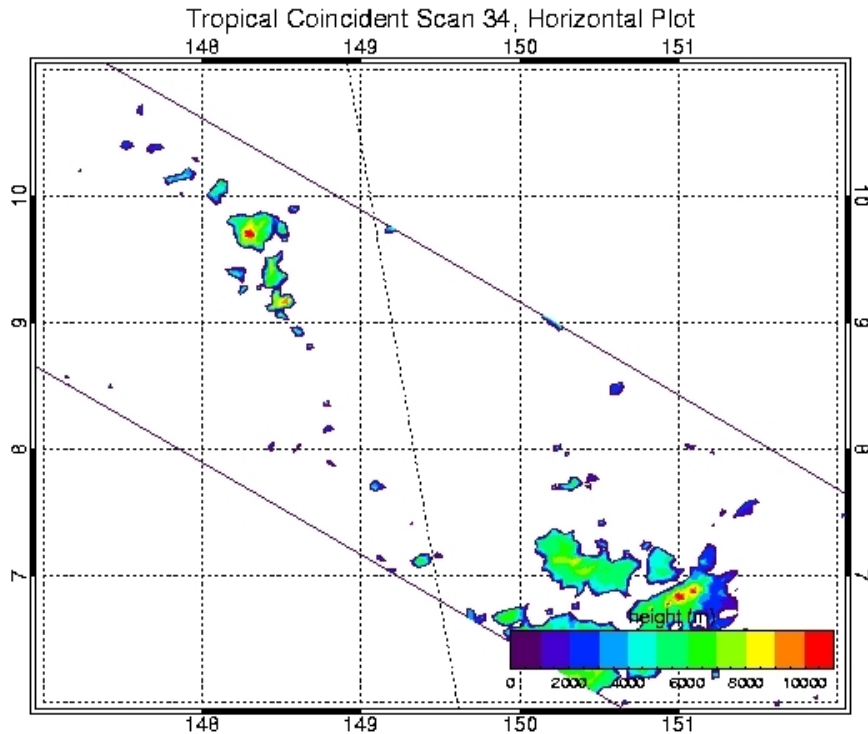 Tropical Coincident Scan 34, Horizontal Plot
148 149 150 151
10 10
9 9
8 8
7 7
height (m)
0 2000 4000 6000 8000 10000
148 149 150 151